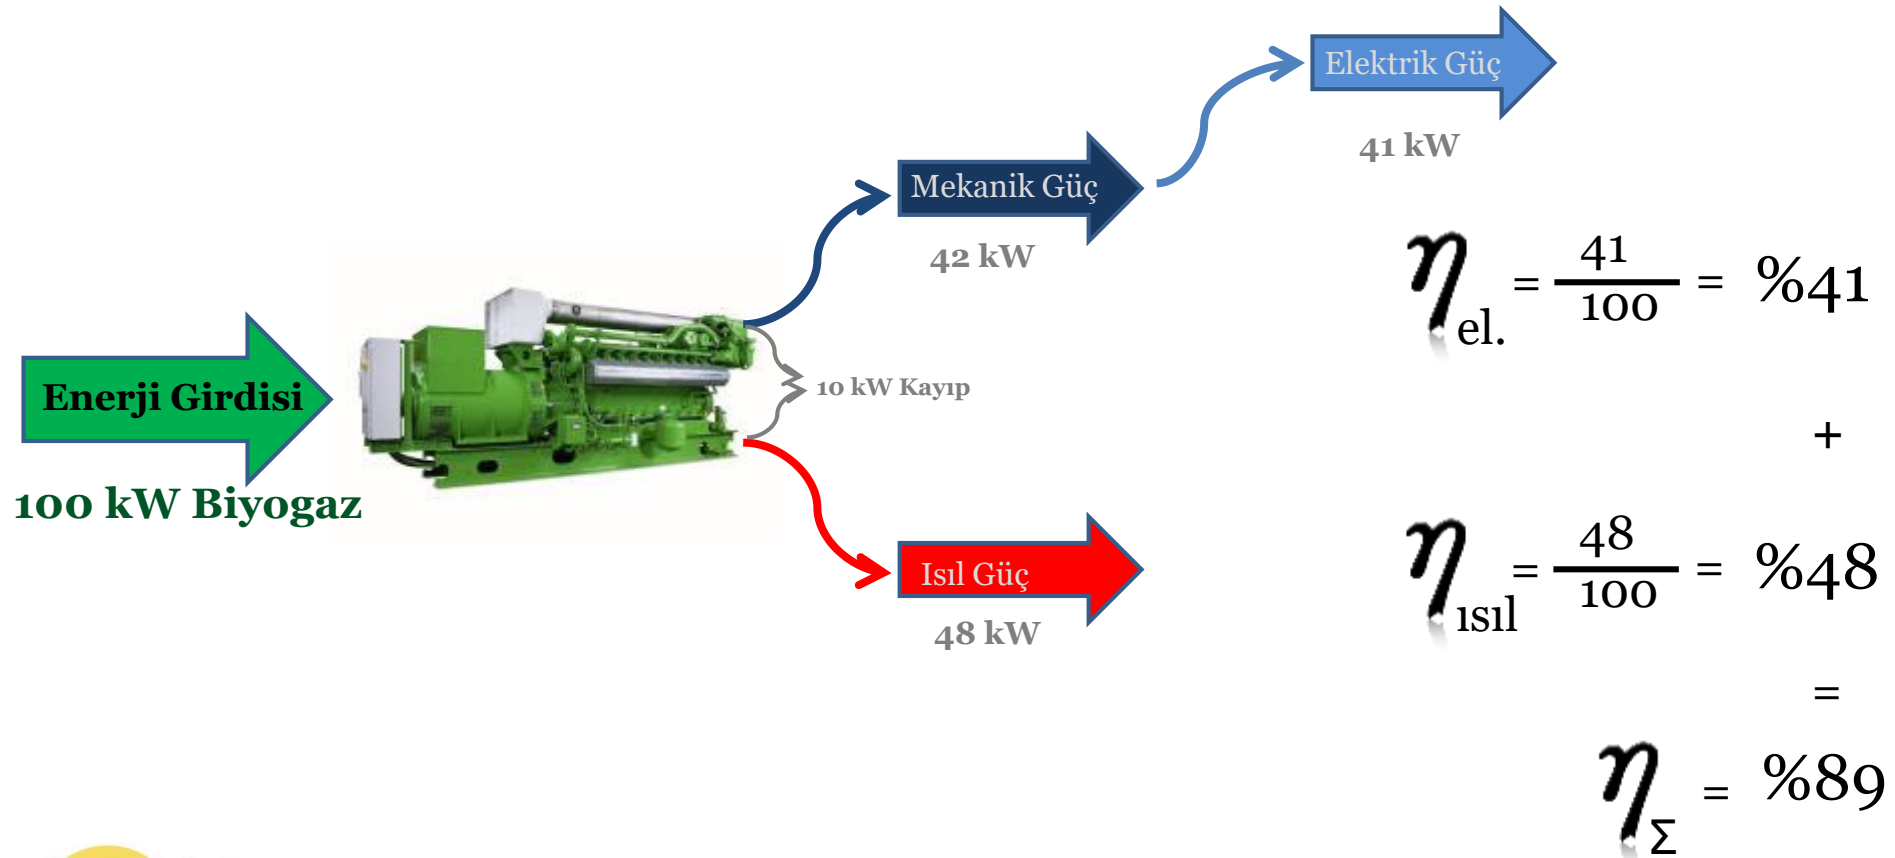 Elektrik Güç
41 kW
Mekanik Güç
42 kW
Enerji Girdisi
100 kW Biyogaz
10 kW Kayıp
Isıl Güç
48 kW
η el. = 41 / 100 = %41
+
η ısıl = 48 / 100 = %48
=
η Σ = %89